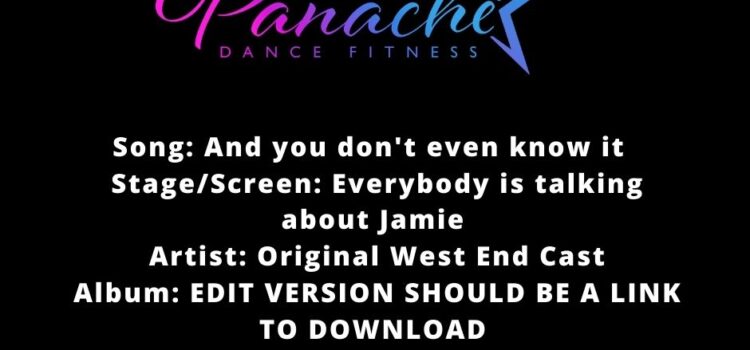 Panache
DANCE FITNESS
Song: And you don't even know it
Stage/Screen: Everybody is talking
about Jamie
Artist: Original West End Cast
Album: EDIT VERSION SHOULD BE A LINK
TO DOWNLOAD